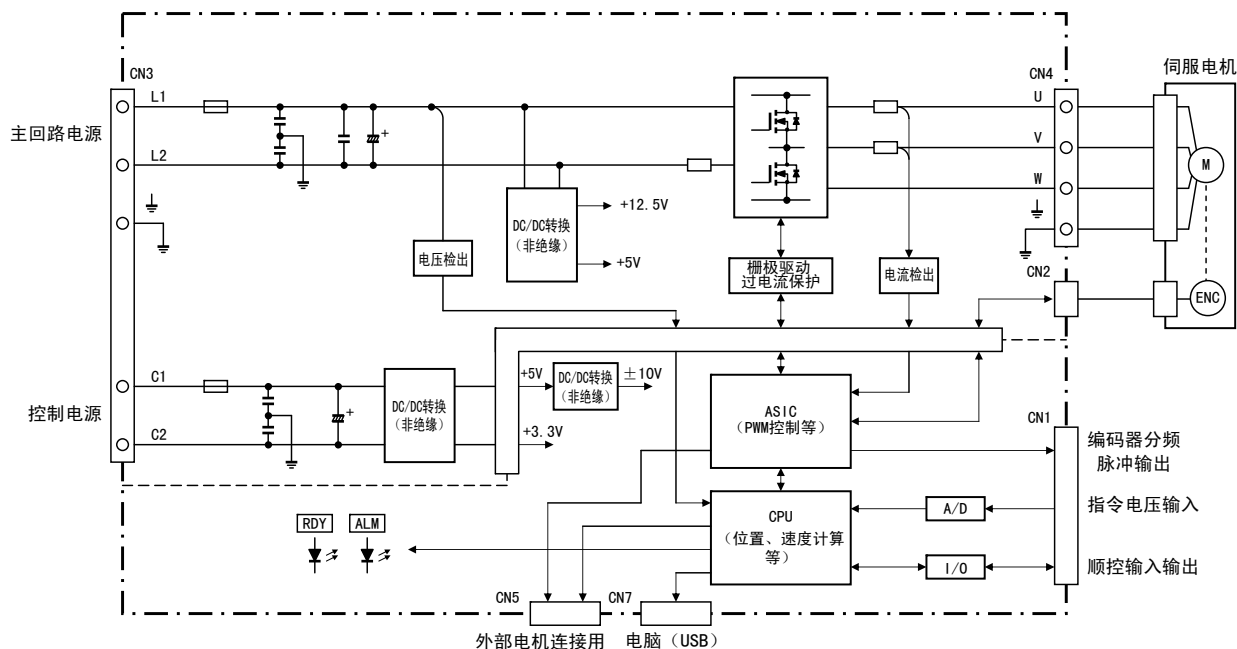 CN3
L1
主回路电源
L2
+
DC/DC转换
（非绝缘）
+12.5V
+5V
电压检出
栅极驱动
过电流保护
电流检出
CN4
U
V
W
CN2
伺服电机
M
ENC
控制电源
C1
C2
+
DC/DC转换
（非绝缘）
+5V
DC/DC转换
（非绝缘）
±10V
+3.3V
ASIC
（PWM控制等）
CN1
编码器分频
脉冲输出
CPU
（位置、速度计算
等）
A/D
指令电压输入
I/O
顺控输入输出
RDY
ALM
CN5
CN7
外部电机连接用
电脑（USB）